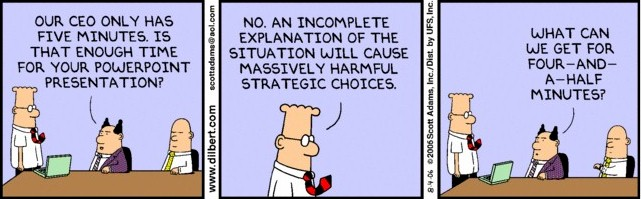 OUR CEO ONLY HAS
FIVE MINUTES. IS
THAT ENOUGH TIME
FOR YOUR POWERPOINT
PRESENTATION?
www.dilbert.com
scottadams@aol.com
NO. AN INCOMPLETE
EXPLANATION OF THE
SITUATION WILL CAUSE
MASSIVELY HARMFUL
STRATEGIC CHOICES.
8-4-06 © 2006 Scott Adams, Inc./Dist. by UFS, Inc.
WHAT CAN
WE GET FOR
FOUR-AND-
A-HALF
MINUTES?